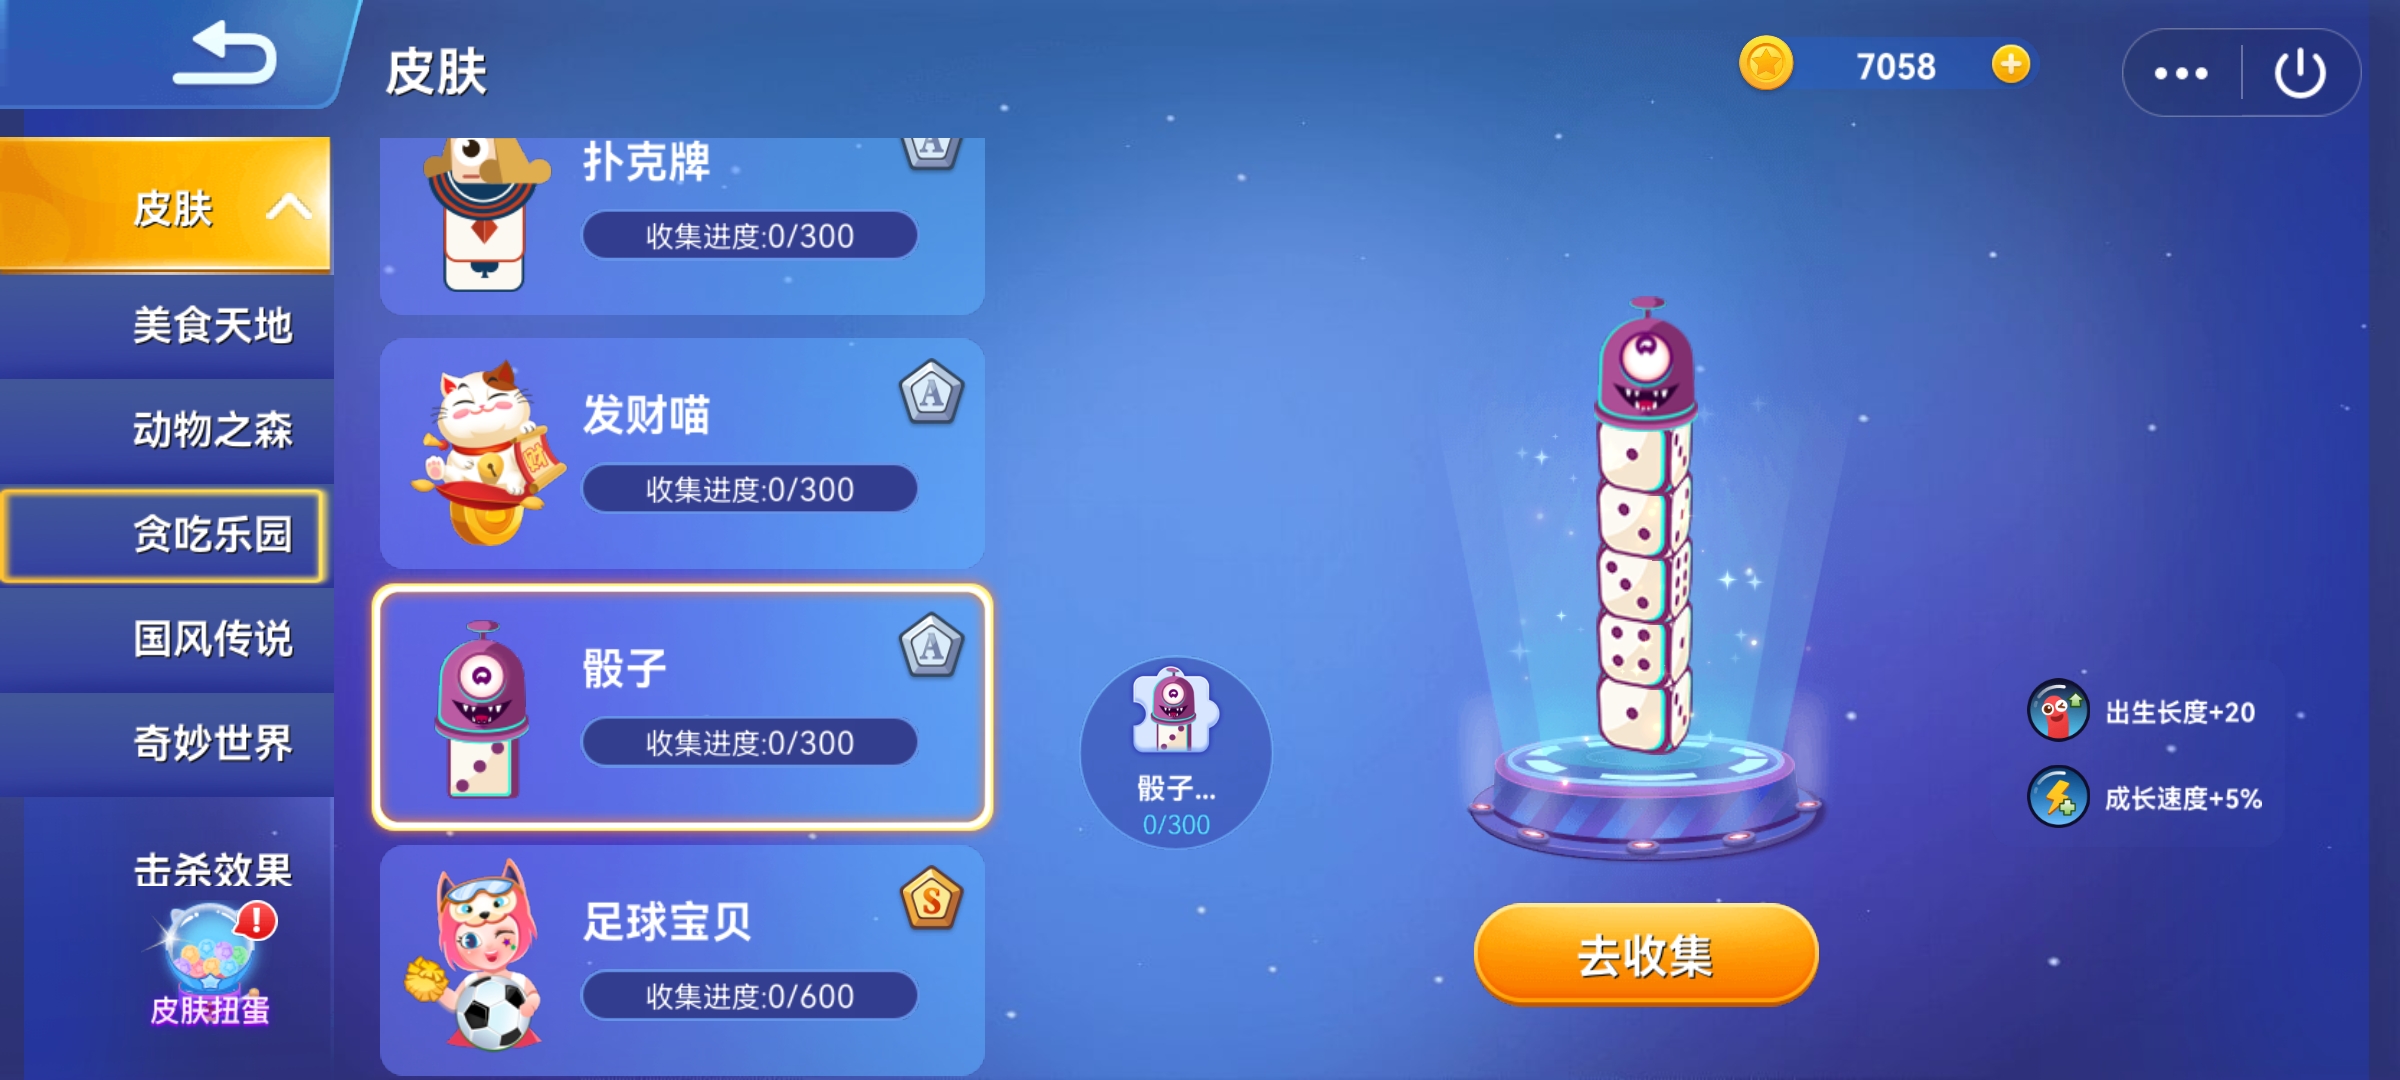 皮肤
7058
皮肤
美食天地
动物之森
贪吃乐园
国风传说
奇妙世界
击杀效果
皮肤扭蛋
扑克牌
A
收集进度:0/300
发财喵
A
收集进度:0/300
骰子
A
收集进度:0/300
足球宝贝
S
收集进度:0/600
骰子...
0/300
出生长度+20
成长速度+5%
去收集